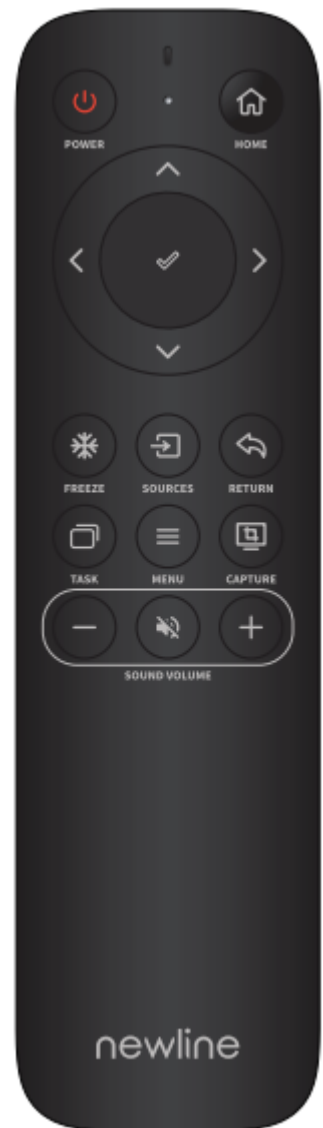 POWER HOME
FREEZE SOURCES RETURN
TASK MENU CAPTURE
SOUND VOLUME
newline